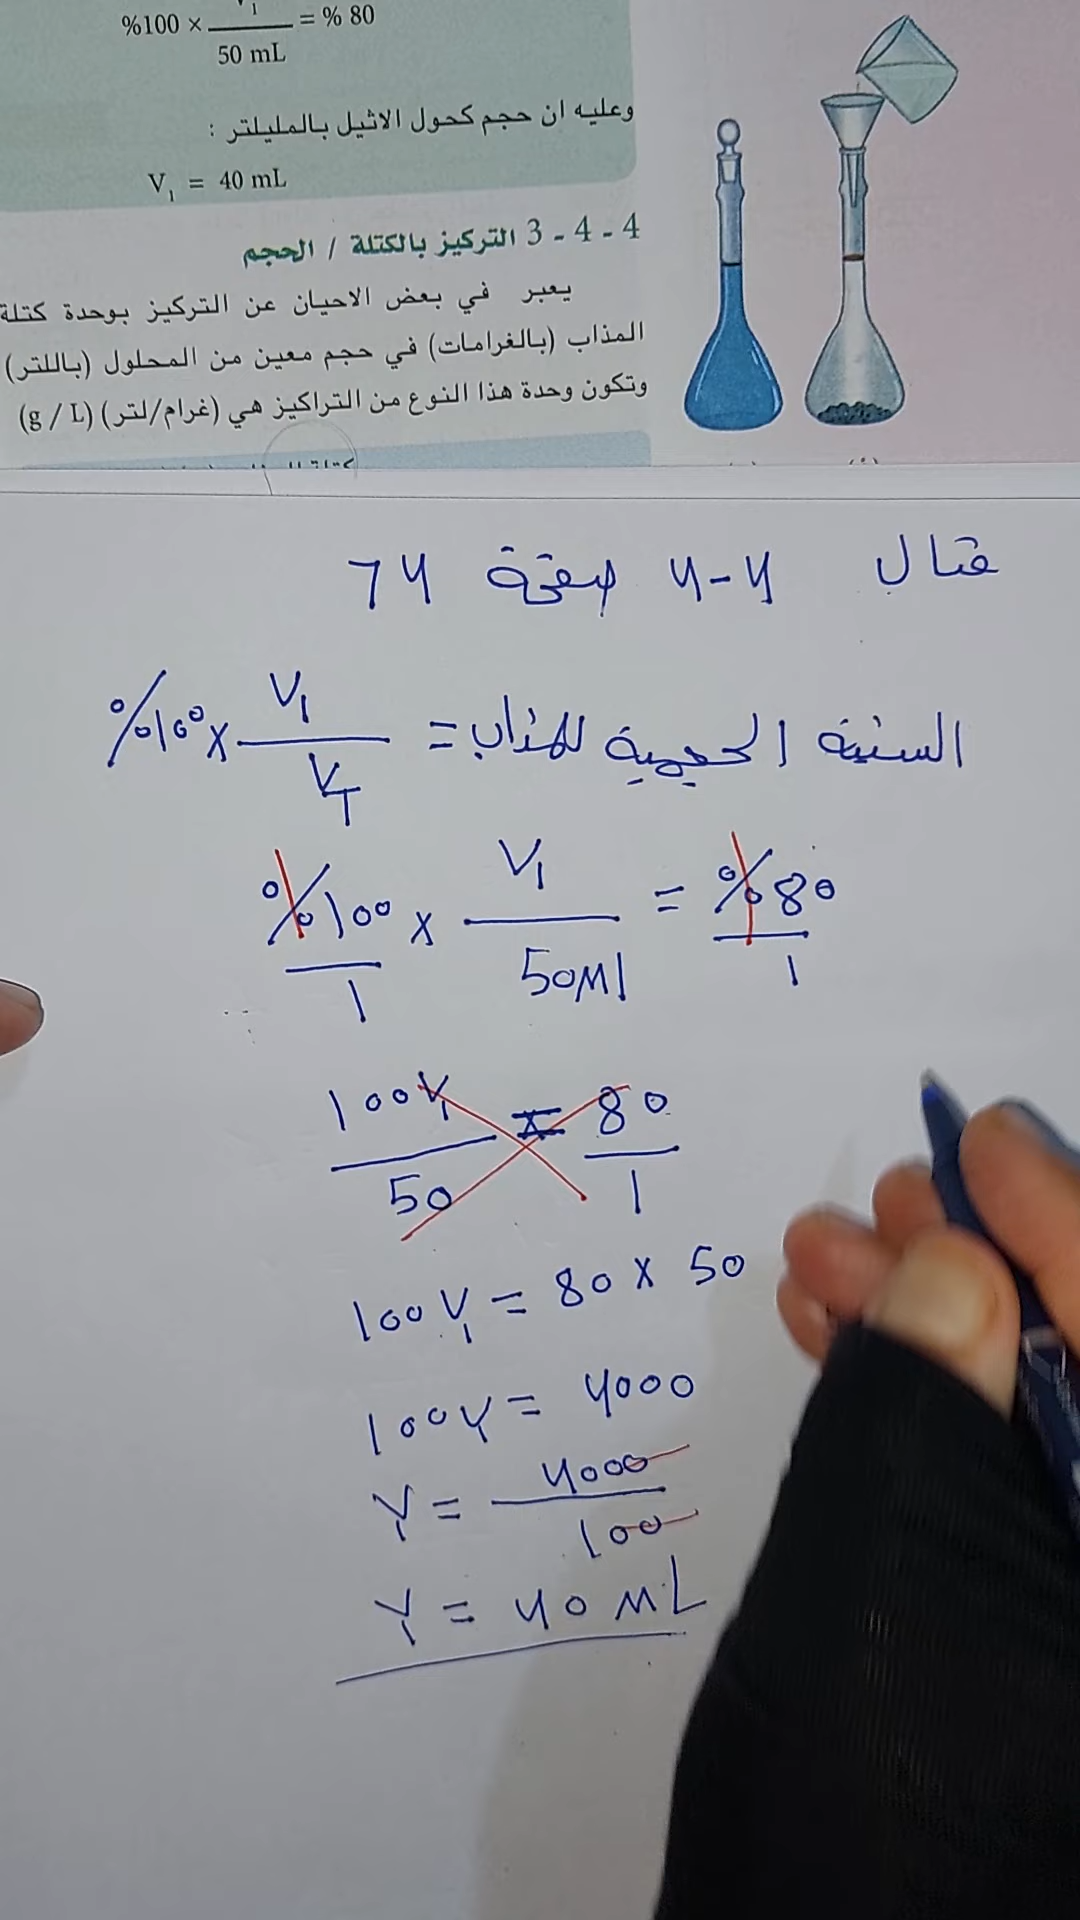 %100 × V₁ / 50 mL = % 80
وعليه ان حجم كحول الاثيل بالمليلتر :
V₁ = 40 mL
4 - 4 - 3 التركيز بالكتلة / الحجم
يعبر في بعض الاحيان عن التركيز بوحدة كتلة
المذاب (بالغرامات) في حجم معين من المحلول (باللتر)
وتكون وحدة هذا النوع من التراكيز هي (غرام/لتر) (g / L)
مثال 4-4 صفحة 74
النسبة الحجمية للمذاب = V₁ / VT × %100
%100 / 1 × V₁ / 50Ml = %80 / 1
100V₁ / 50 = 80 / 1
100V₁ = 80 × 50
100V₁ = 4000
V₁ = 4000 / 100
V₁ = 40 mL